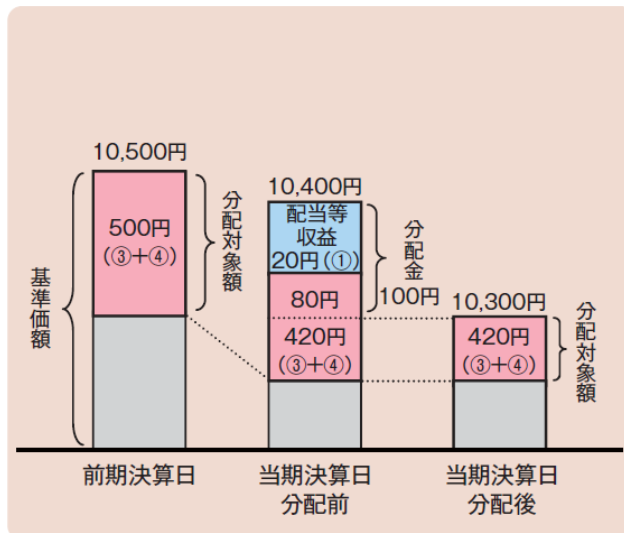 10,500円
500円
(③+④)
分配対象額
基準価額
前期決算日
10,400円
配当等
収益
20円(①)
80円
420円
(③+④)
分配金
100円
当期決算日
分配前
10,300円
420円
(③+④)
分配対象額
当期決算日
分配後